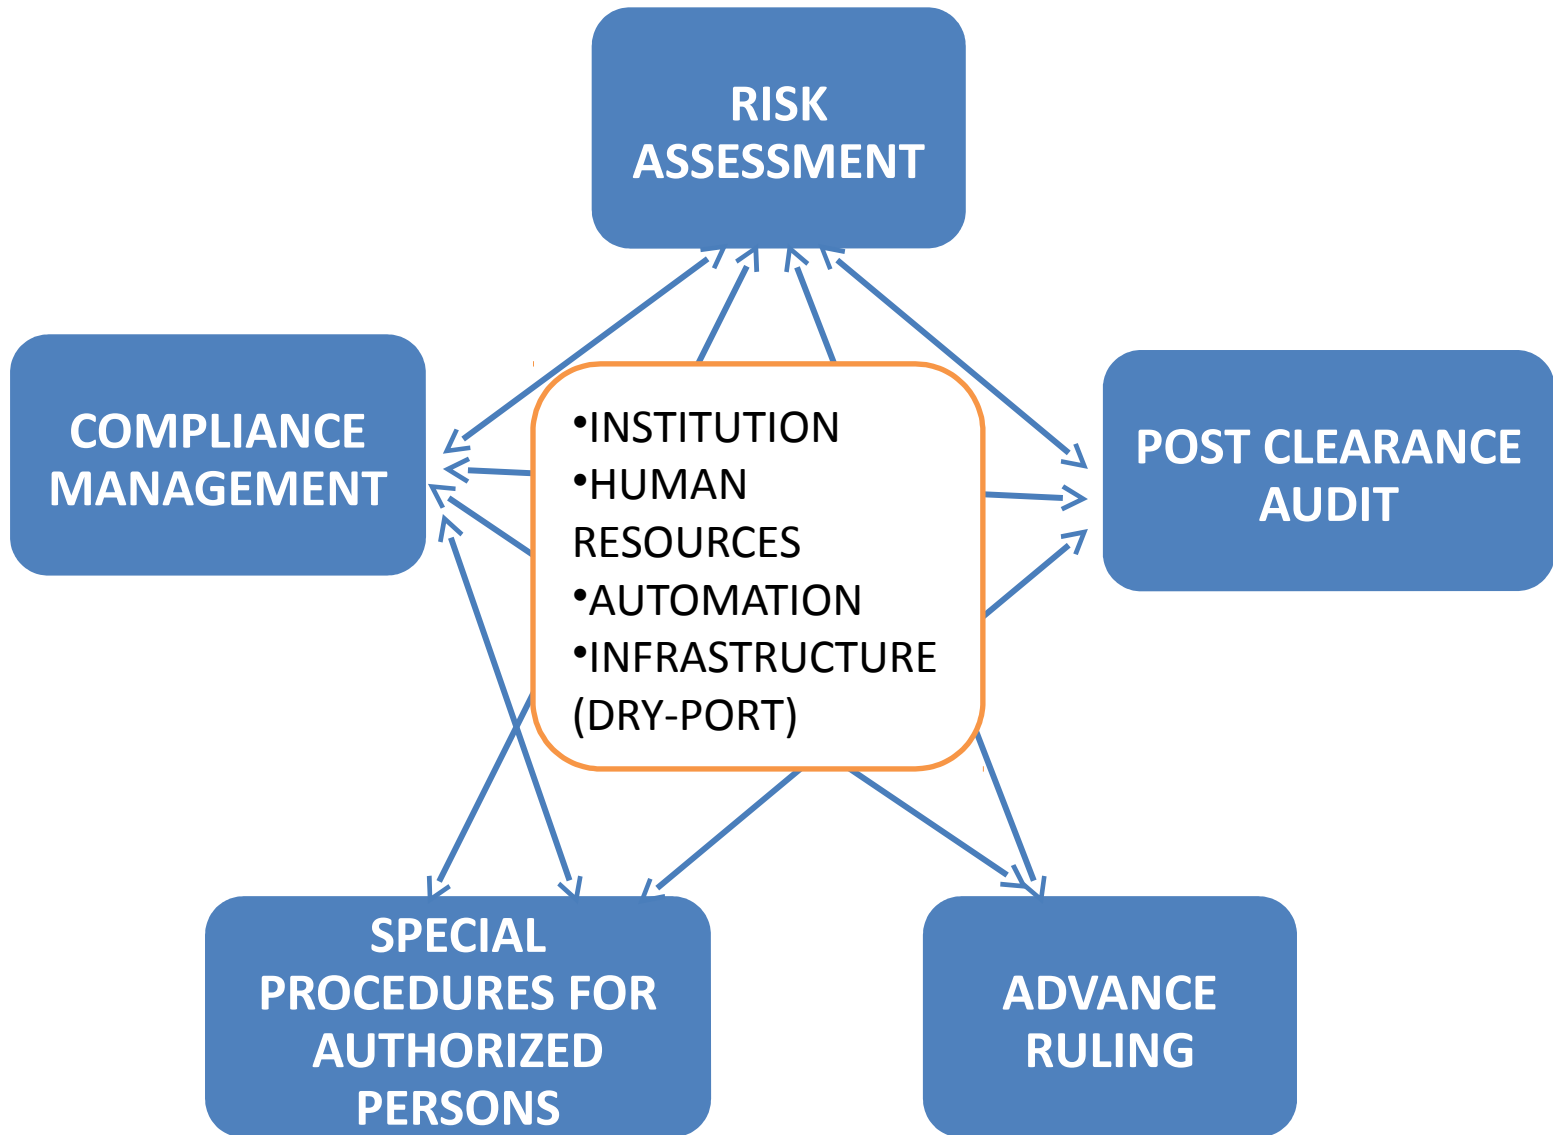 RISK
ASSESSMENT
COMPLIANCE
MANAGEMENT
•INSTITUTION
•HUMAN
RESOURCES
•AUTOMATION
•INFRASTRUCTURE
(DRY-PORT)
POST CLEARANCE
AUDIT
SPECIAL
PROCEDURES FOR
AUTHORIZED
PERSONS
ADVANCE
RULING